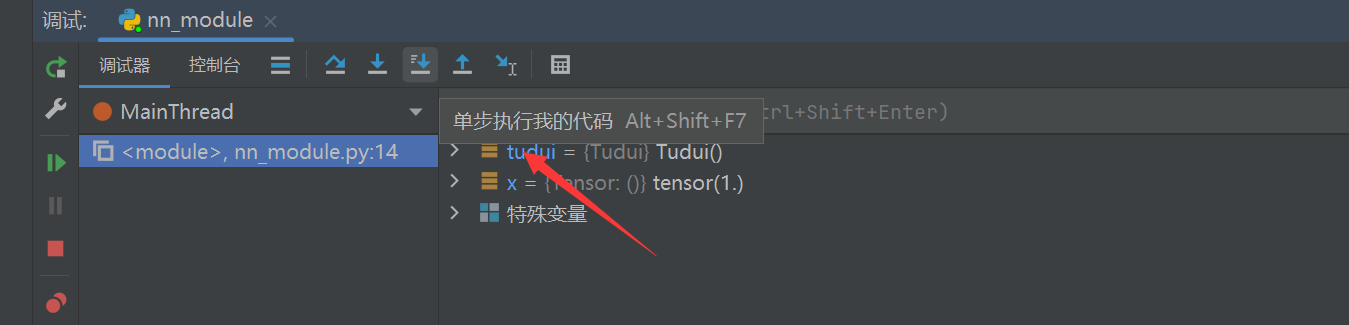 调试: nn_module
调试器 控制台
MainThread
单步执行我的代码 Alt+Shift+F7
trl+Shift+Enter)
<module>, nn_module.py:14
tudui = {Tudui} Tudui()
x = {Tensor: ()} tensor(1.)
特殊变量